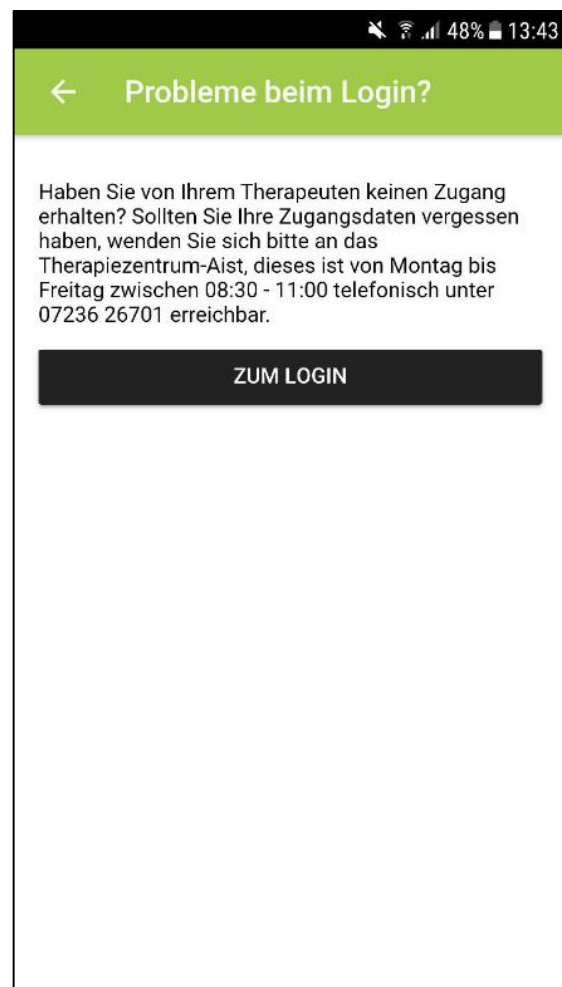 48% 13:43
Probleme beim Login?
Haben Sie von Ihrem Therapeuten keinen Zugang
erhalten? Sollten Sie Ihre Zugangsdaten vergessen
haben, wenden Sie sich bitte an das
Therapiezentrum-Aist, dieses ist von Montag bis
Freitag zwischen 08:30 - 11:00 telefonisch unter
07236 26701 erreichbar.
ZUM LOGIN